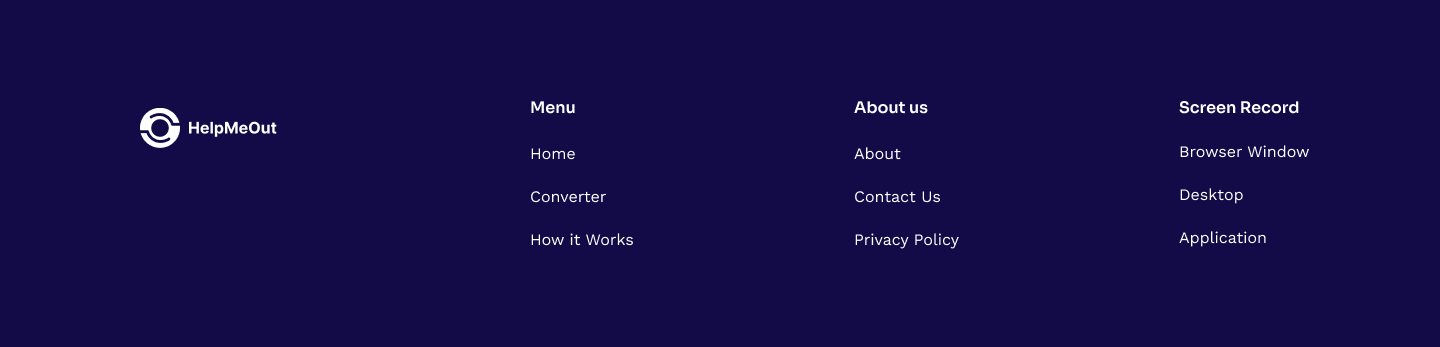 HelpMeOut
Menu
Home
Converter
How it Works
About us
About
Contact Us
Privacy Policy
Screen Record
Browser Window
Desktop
Application